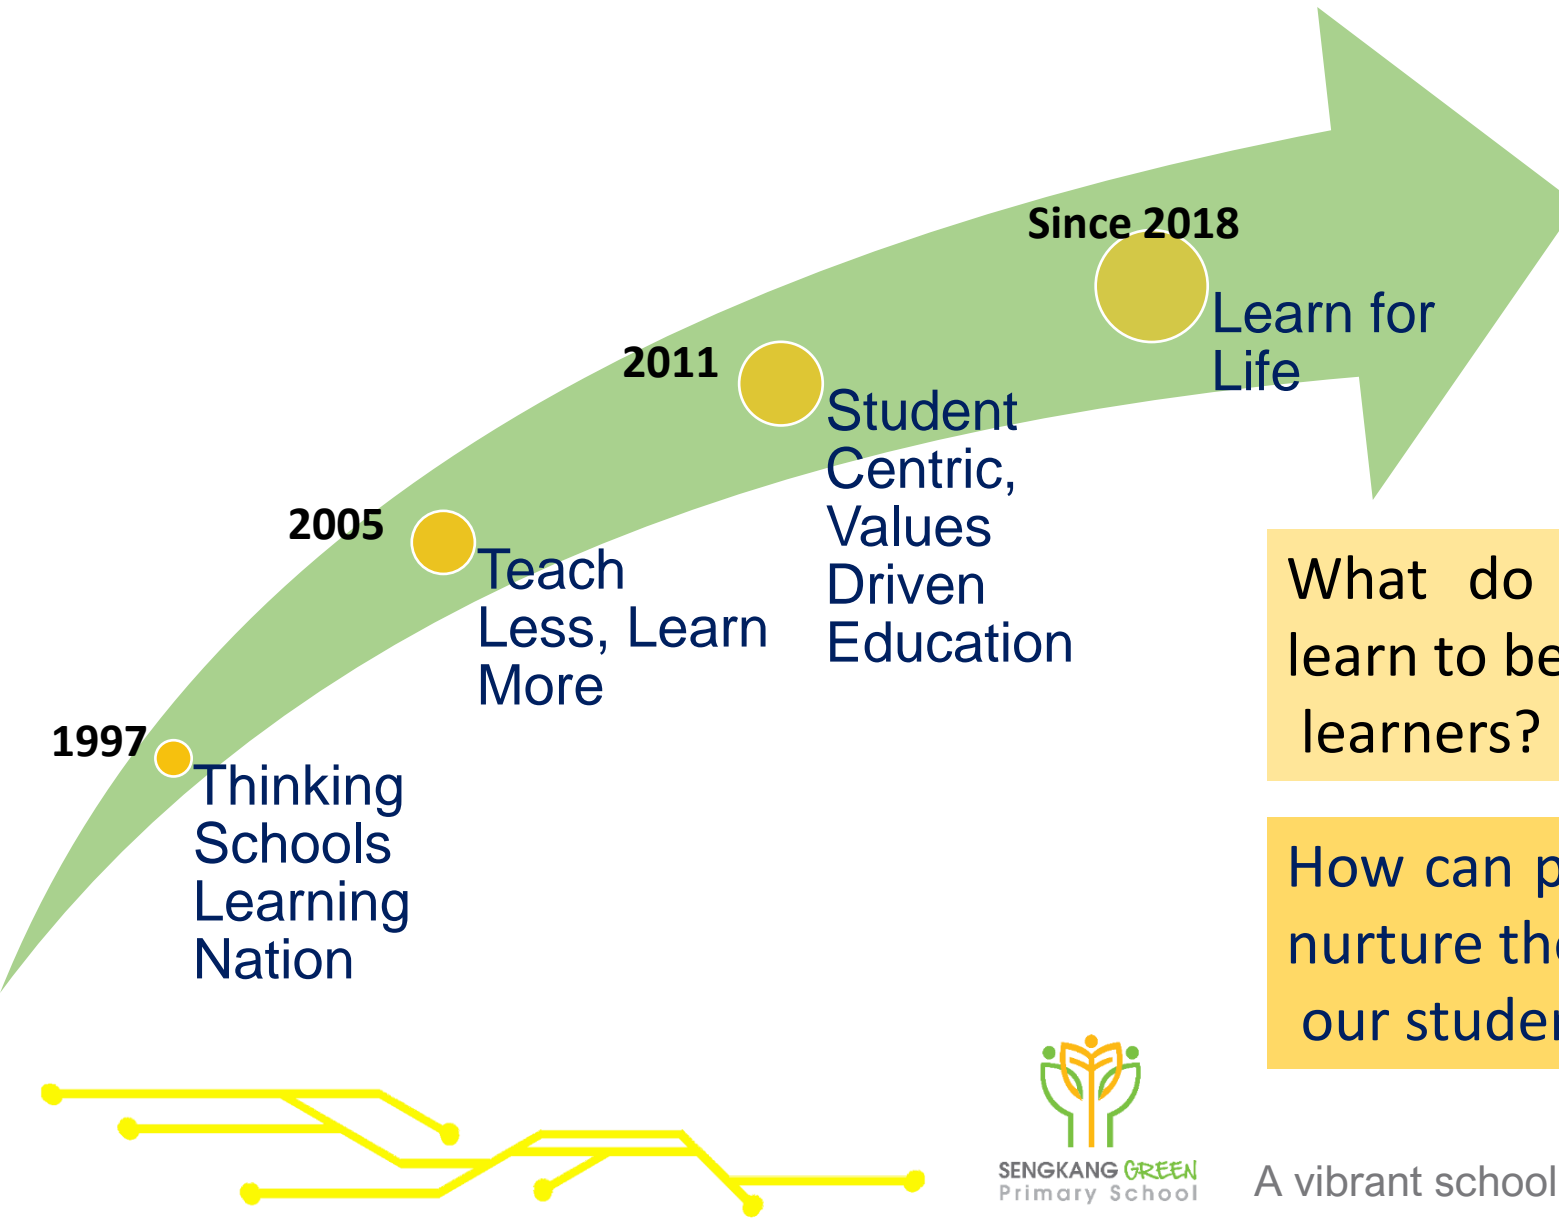 Since 2018
Learn for
Life
2011
Student
Centric,
Values
Driven
Education
2005
Teach
Less, Learn
More
1997
Thinking
Schools
Learning
Nation
What do
learn to be
learners?
How can p
nurture the
our studen
SENGKANG GREEN
Primary School
A vibrant school